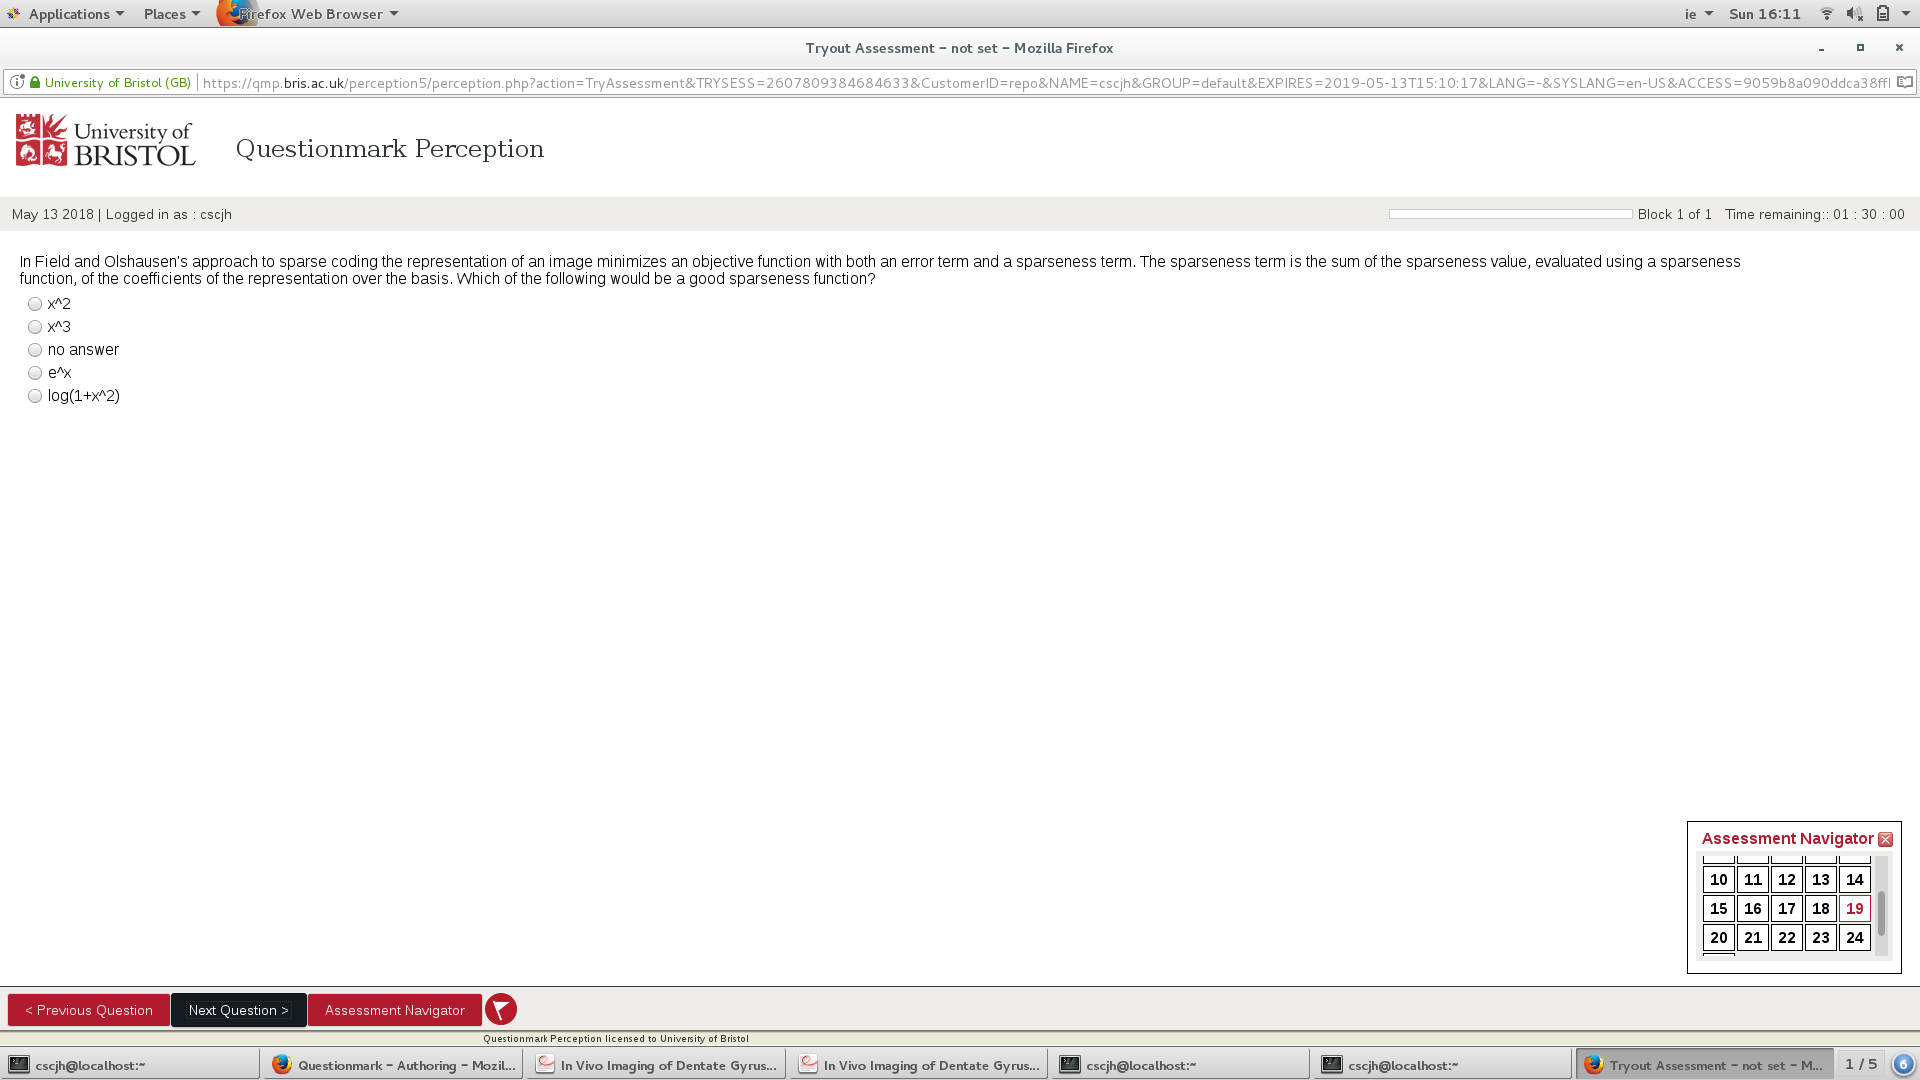 Applications Places Firefox Web Browser ie Sun 16:11
Tryout Assessment - not set - Mozilla Firefox
University of Bristol (GB) https://qmp.bris.ac.uk/perception5/perception.php?action=TryAssessment&TRYSESS=2607809384684633&CustomerID=repo&NAME=cscjh&GROUP=default&EXPIRES=2019-05-13T15:10:17&LANG=-&SYSLANG=en-US&ACCESS=9059b8a090ddca38ffl
University of
BRISTOL
Questionmark Perception
May 13 2018 | Logged in as : cscjh Block 1 of 1 Time remaining:: 01 : 30 : 00
In Field and Olshausen's approach to sparse coding the representation of an image minimizes an objective function with both an error term and a sparseness term. The sparseness term is the sum of the sparseness value, evaluated using a sparseness
function, of the coefficients of the representation over the basis. Which of the following would be a good sparseness function?
x^2
x^3
no answer
e^x
log(1+x^2)
Assessment Navigator
10 11 12 13 14
15 16 17 18 19
20 21 22 23 24
< Previous Question Next Question > Assessment Navigator
Questionmark Perception licensed to University of Bristol
cscjh@localhost:~ Questionmark - Authoring - Mozil... In Vivo Imaging of Dentate Gyrus... In Vivo Imaging of Dentate Gyrus... cscjh@localhost:~ cscjh@localhost:~ Tryout Assessment - not set - M... 1 / 5 6